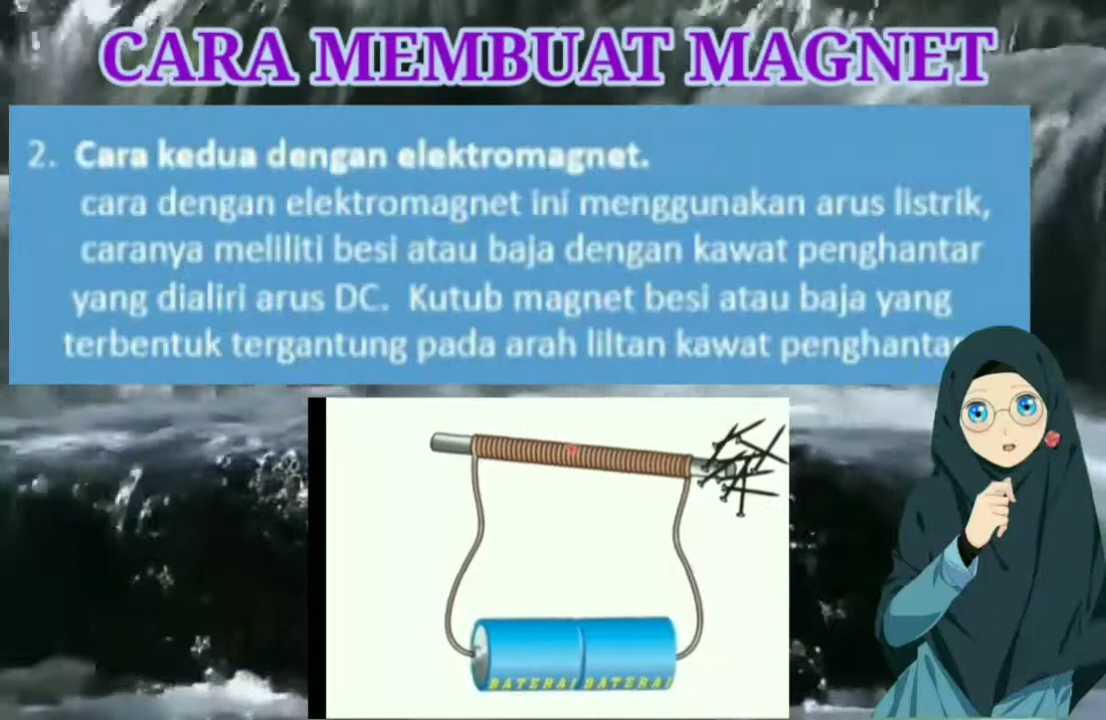 CARA MEMBUAT MAGNET
2. Cara kedua dengan elektromagnet.
cara dengan elektromagnet ini menggunakan arus listrik,
caranya meliliti besi atau baja dengan kawat penghantar
yang dialiri arus DC. Kutub magnet besi atau baja yang
terbentuk tergantung pada arah liltan kawat penghantar
BATERAI BATERAI